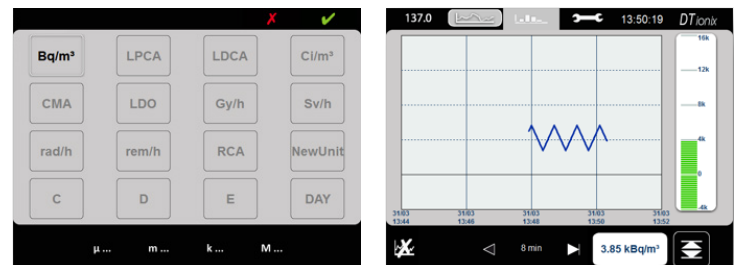 Bq/m³ LPCA LDCA Ci/m³
CMA LDO Gy/h Sv/h
rad/h rem/h RCA NewUnit
C D E DAY
µ ... m ... k ... M ...
137.0 13:50:19 DTionix
16k
12k
8k
4k
0
-4k
31/03 31/03 31/03 31/03 31/03
13:44 13:46 13:48 13:50 13:52
8 min 3.85 kBq/m³